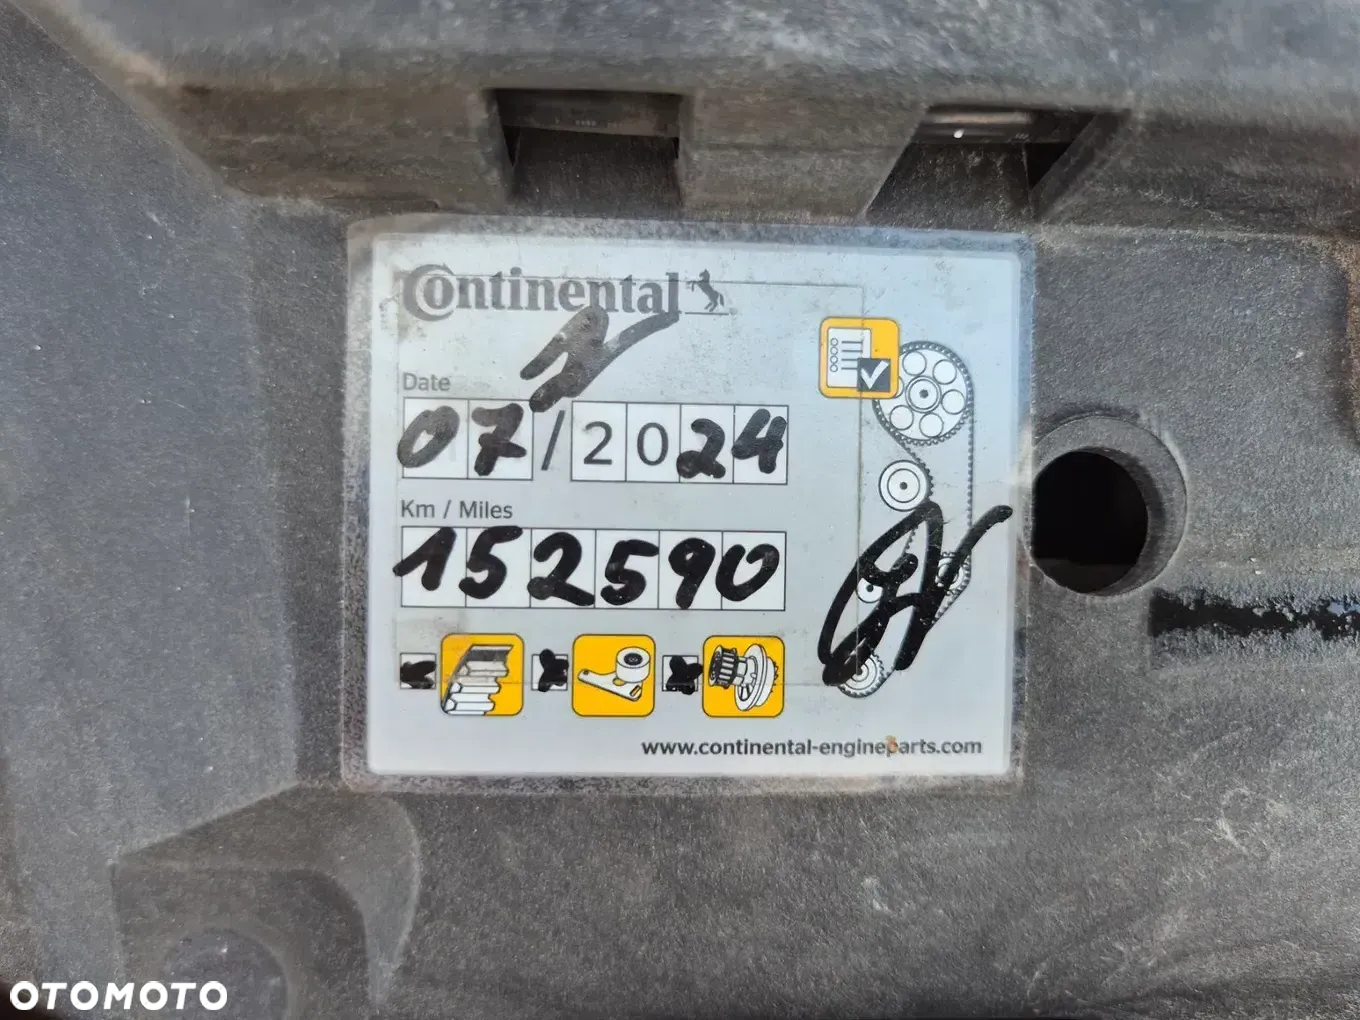 Continental
Date
07/2024
Km / Miles
152590
www.continental-engineparts.com
OTOMOTO